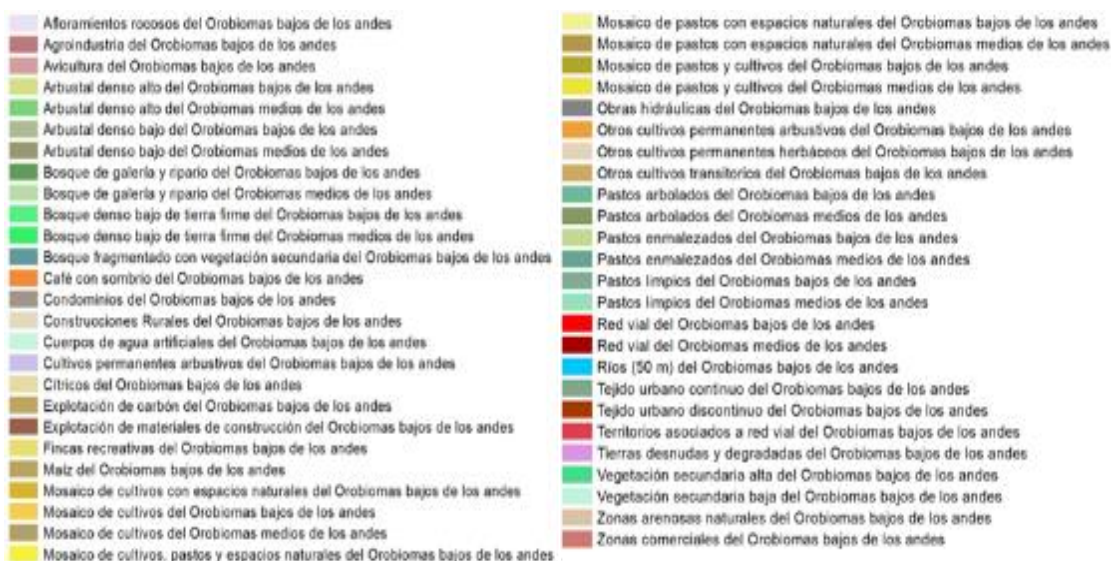 Afloramientos rocosos del Orobiomas bajos de los andes
Agroindustria del Orobiomas bajos de los andes
Avicultura del Orobiomas bajos de los andes
Arbustal denso alto del Orobiomas bajos de los andes
Arbustal denso alto del Orobiomas medios de los andes
Arbustal denso bajo del Orobiomas bajos de los andes
Arbustal denso bajo del Orobiomas medios de los andes
Bosque de galería y ripario del Orobiomas bajos de los andes
Bosque de galería y ripario del Orobiomas medios de los andes
Bosque denso bajo de tierra firme del Orobiomas bajos de los andes
Bosque denso bajo de tierra firme del Orobiomas medios de los andes
Bosque fragmentado con vegetación secundaria del Orobiomas bajos de los andes
Café con sombrio del Orobiomas bajos de los andes
Condominios del Orobiomas bajos de los andes
Construcciones Rurales del Orobiomas bajos de los andes
Cuerpos de agua artificiales del Orobiomas bajos de los andes
Cultivos permanentes arbustivos del Orobiomas bajos de los andes
Cítricos del Orobiomas bajos de los andes
Explotación de carbón del Orobiomas bajos de los andes
Explotación de materiales de construcción del Orobiomas bajos de los andes
Fincas recreativas del Orobiomas bajos de los andes
Maíz del Orobiomas bajos de los andes
Mosaico de cultivos con espacios naturales del Orobiomas bajos de los andes
Mosaico de cultivos del Orobiomas bajos de los andes
Mosaico de cultivos del Orobiomas medios de los andes
Mosaico de cultivos, pastos y espacios naturales del Orobiomas bajos de los andes
Mosaico de pastos con espacios naturales del Orobiomas bajos de los andes
Mosaico de pastos con espacios naturales del Orobiomas medios de los andes
Mosaico de pastos y cultivos del Orobiomas bajos de los andes
Mosaico de pastos y cultivos del Orobiomas medios de los andes
Obras hidráulicas del Orobiomas bajos de los andes
Otros cultivos permanentes arbustivos del Orobiomas bajos de los andes
Otros cultivos permanentes herbáceos del Orobiomas bajos de los andes
Otros cultivos transitorios del Orobiomas bajos de los andes
Pastos arbolados del Orobiomas bajos de los andes
Pastos arbolados del Orobiomas medios de los andes
Pastos enmalezados del Orobiomas bajos de los andes
Pastos enmalezados del Orobiomas medios de los andes
Pastos limpios del Orobiomas bajos de los andes
Pastos limpios del Orobiomas medios de los andes
Red vial del Orobiomas bajos de los andes
Red vial del Orobiomas medios de los andes
Ríos (50 m) del Orobiomas bajos de los andes
Tejido urbano continuo del Orobiomas bajos de los andes
Tejido urbano discontinuo del Orobiomas bajos de los andes
Territorios asociados a red vial del Orobiomas bajos de los andes
Tierras desnudas y degradadas del Orobiomas bajos de los andes
Vegetación secundaria alta del Orobiomas bajos de los andes
Vegetación secundaria baja del Orobiomas bajos de los andes
Zonas arenosas naturales del Orobiomas bajos de los andes
Zonas comerciales del Orobiomas bajos de los andes